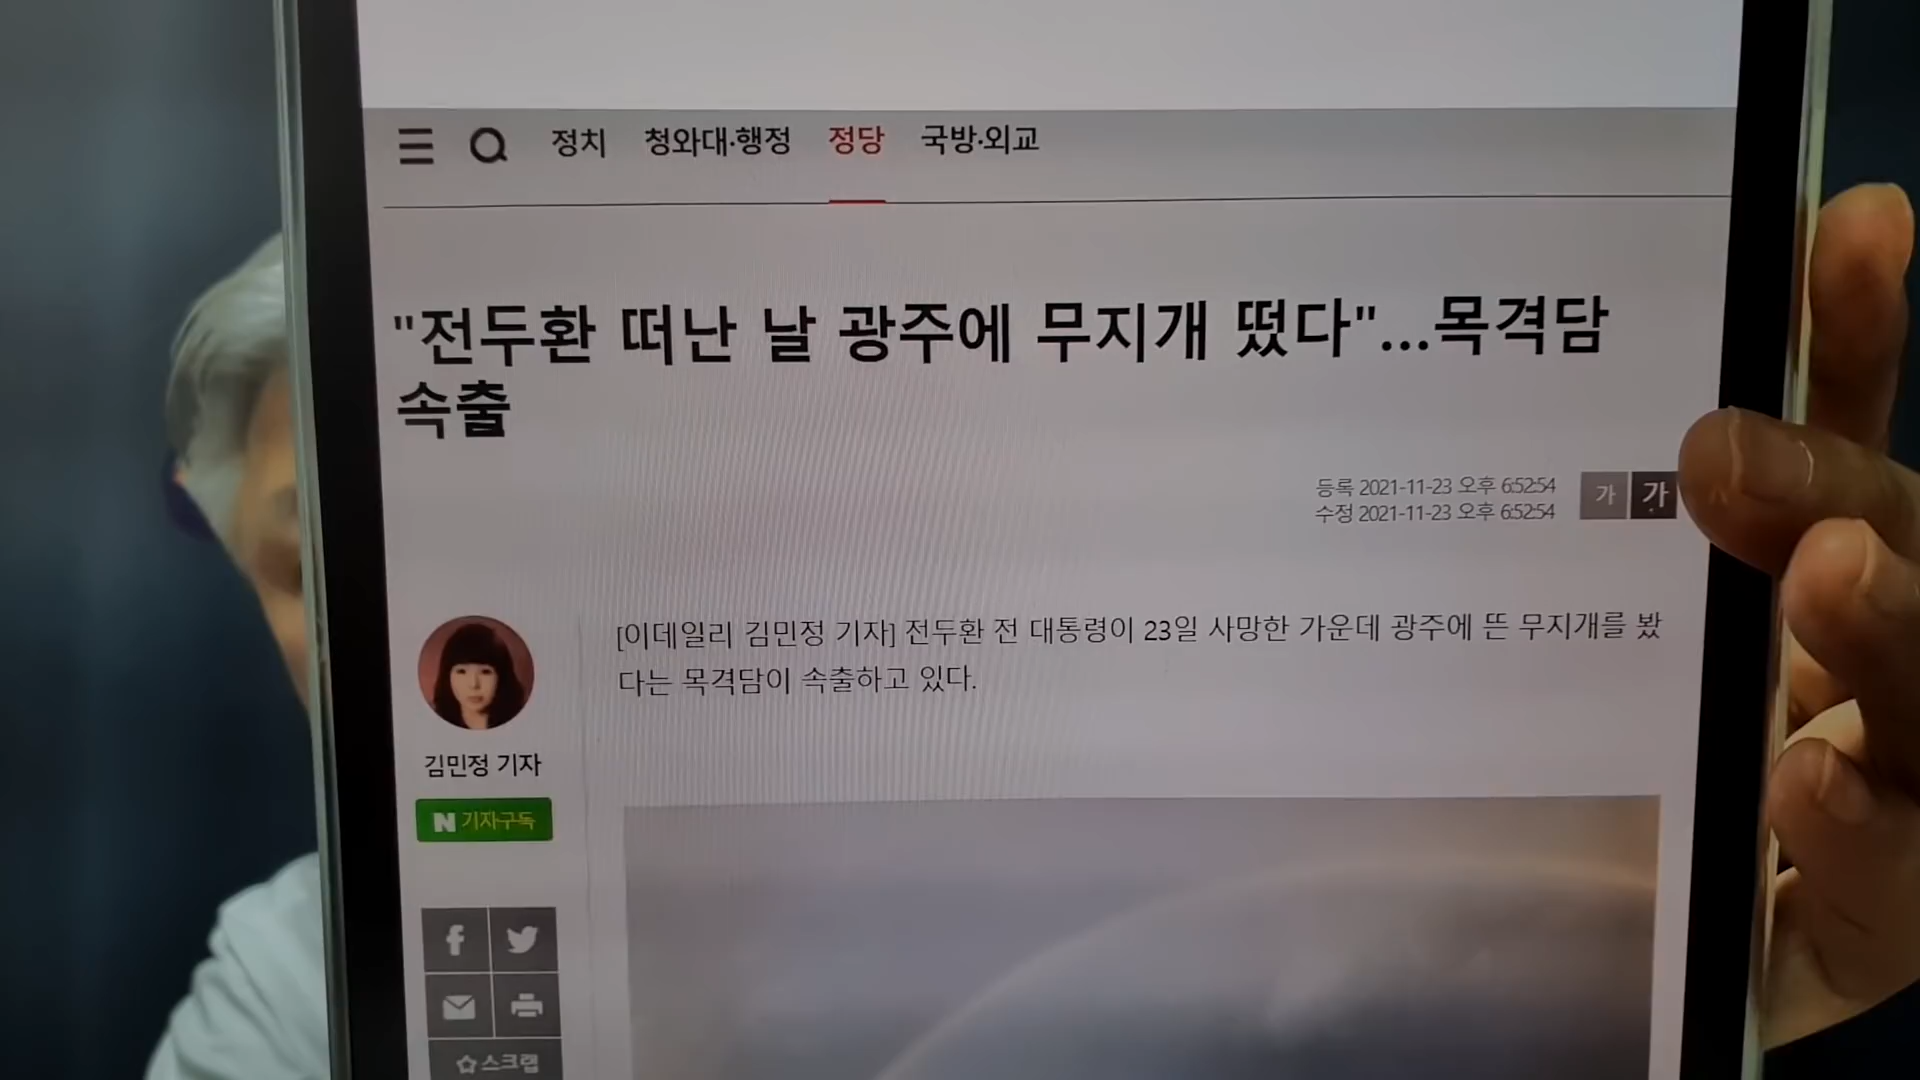 정치 청와대·행정 정당 국방·외교
"전두환 떠난 날 광주에 무지개 떴다"...목격담
속출
등록 2021-11-23 오후 6:52:54
수정 2021-11-23 오후 6:52:54
가 가
[이데일리 김민정 기자] 전두환 전 대통령이 23일 사망한 가운데 광주에 뜬 무지개를 봤
다는 목격담이 속출하고 있다.
김민정 기자
N 기자구독
스크랩